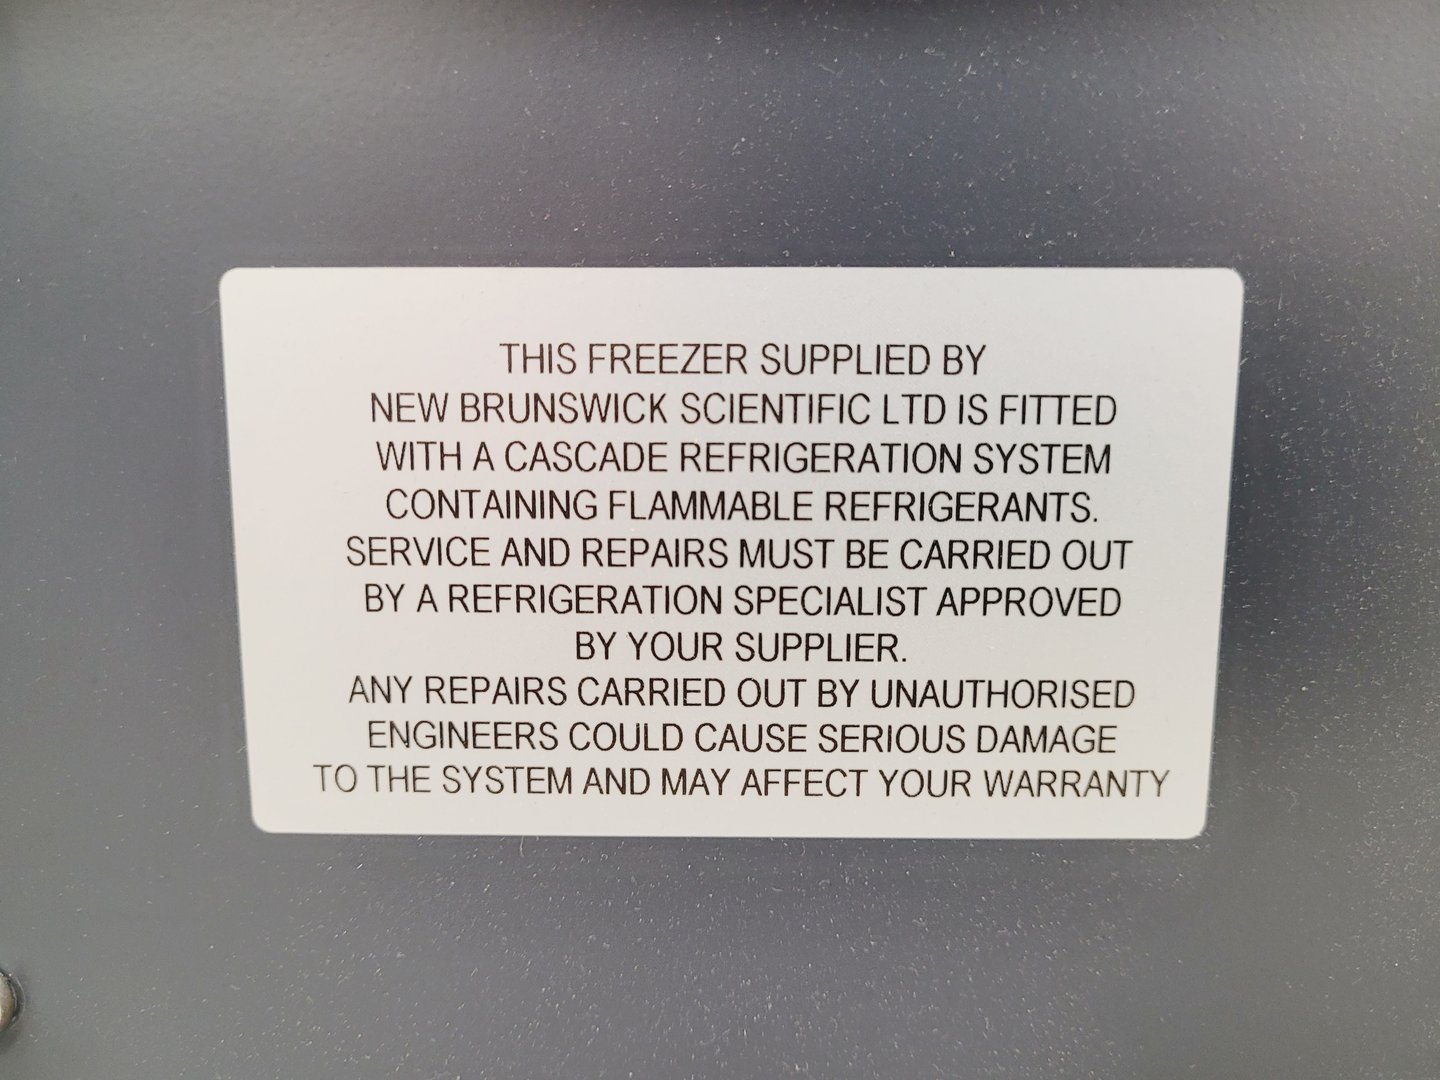 THIS FREEZER SUPPLIED BY
NEW BRUNSWICK SCIENTIFIC LTD IS FITTED
WITH A CASCADE REFRIGERATION SYSTEM
CONTAINING FLAMMABLE REFRIGERANTS.
SERVICE AND REPAIRS MUST BE CARRIED OUT
BY A REFRIGERATION SPECIALIST APPROVED
BY YOUR SUPPLIER.
ANY REPAIRS CARRIED OUT BY UNAUTHORISED
ENGINEERS COULD CAUSE SERIOUS DAMAGE
TO THE SYSTEM AND MAY AFFECT YOUR WARRANTY